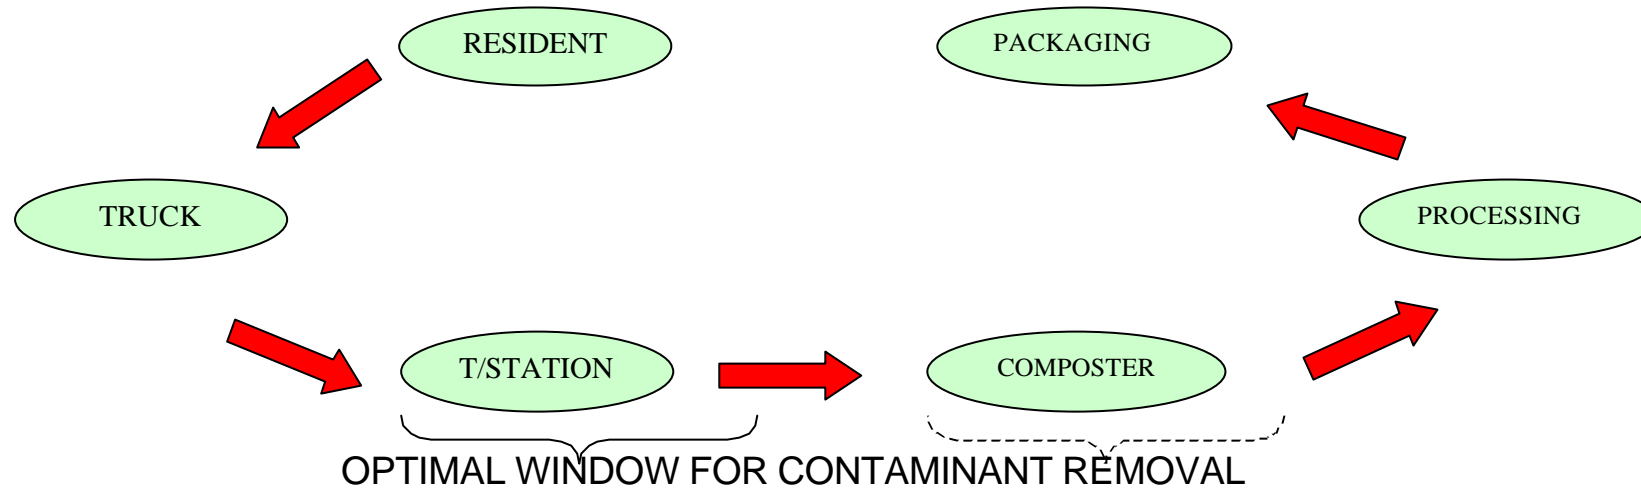 RESIDENT
PACKAGING
TRUCK
PROCESSING
T/STATION
COMPOSTER
OPTIMAL WINDOW FOR CONTAMINANT REMOVAL